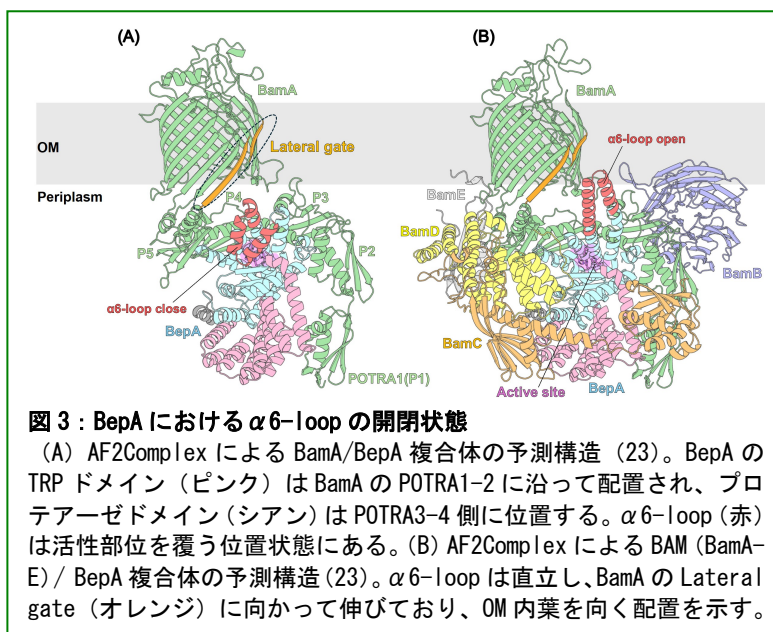 (A)
(B)
BamA
BamA
α6-loop open
OM
Lateral gate
Periplasm
P4
P3
BamE
P5
P2
BamD
BamB
α6-loop close
BepA
BamC
POTRA1(P1)
Active site
BepA
図3：BepAにおけるα6-loopの開閉状態
(A) AF2ComplexによるBamA/BepA複合体の予測構造（23）。BepAの
TRPドメイン（ピンク）はBamAのPOTRA1-2に沿って配置され、プロ
テアーゼドメイン（シアン）はPOTRA3-4側に位置する。α6-loop（赤）
は活性部位を覆う位置状態にある。(B) AF2ComplexによるBAM (BamA-
E)/ BepA複合体の予測構造（23）。α6-loopは直立し、BamAのLateral
gate（オレンジ）に向かって伸びており、OM内葉を向く配置を示す。